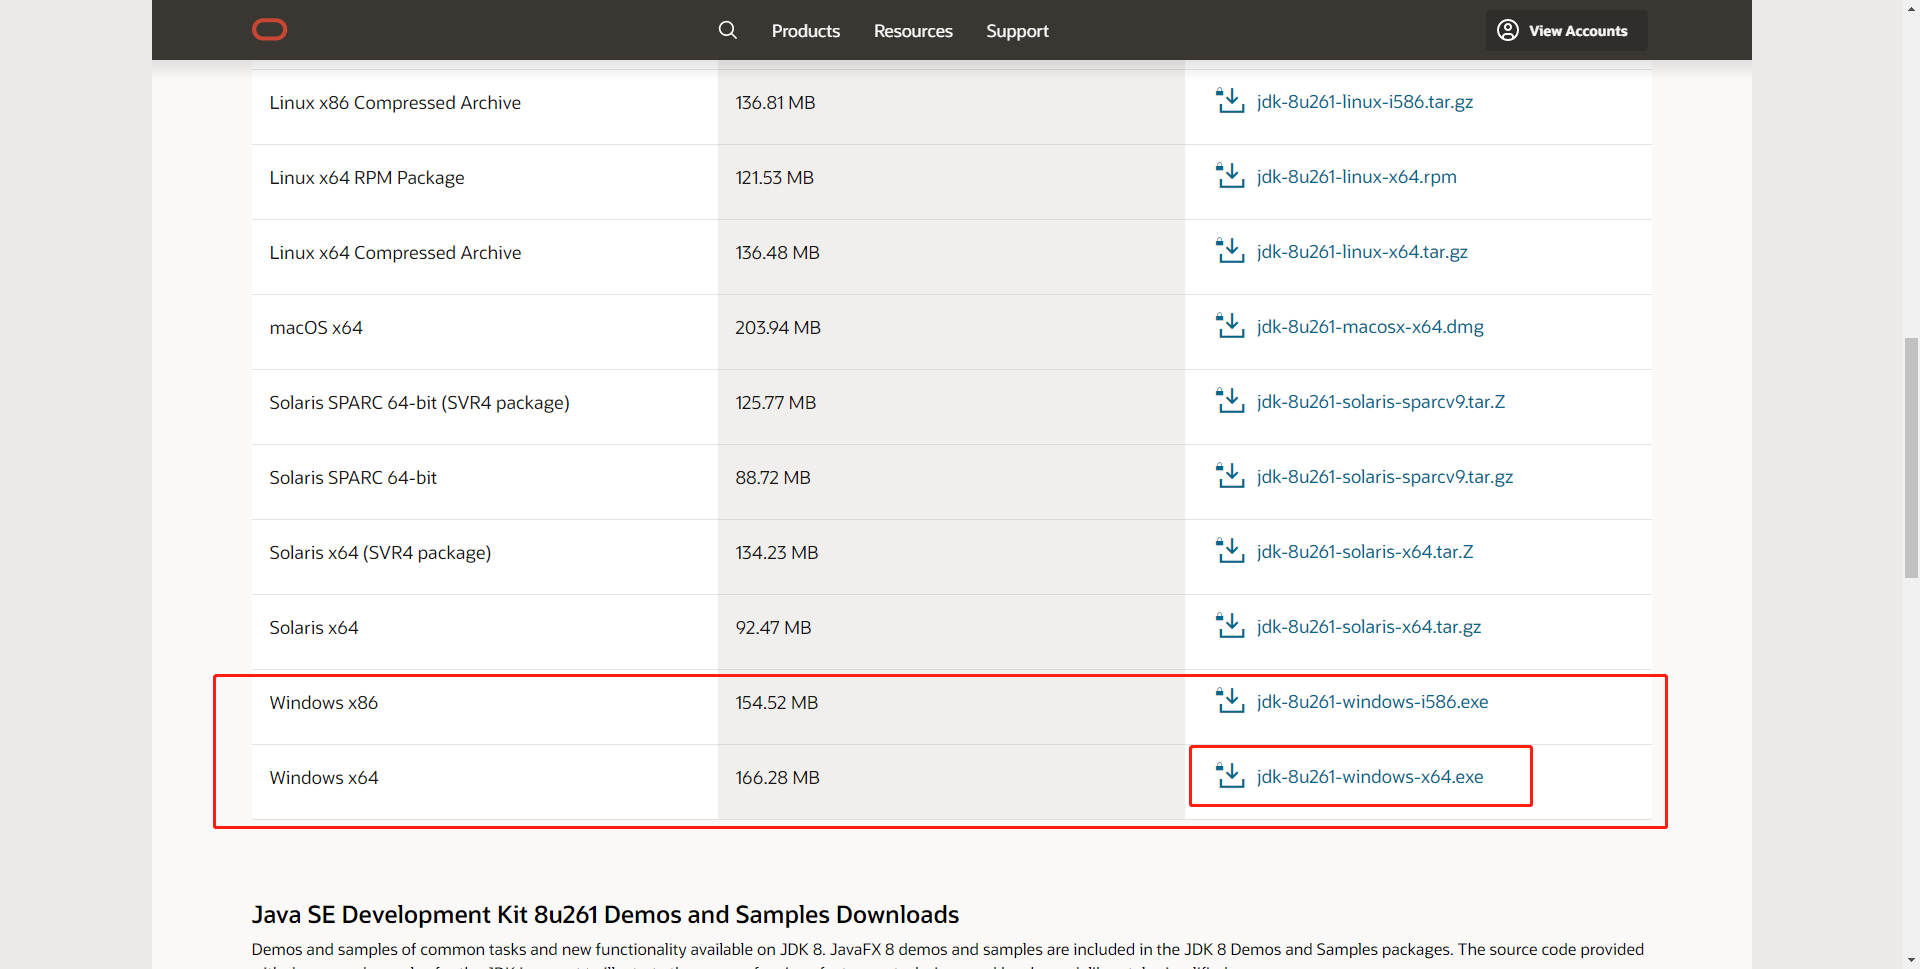 Products Resources Support View Accounts
Linux x86 Compressed Archive 136.81 MB jdk-8u261-linux-i586.tar.gz
Linux x64 RPM Package 121.53 MB jdk-8u261-linux-x64.rpm
Linux x64 Compressed Archive 136.48 MB jdk-8u261-linux-x64.tar.gz
macOS x64 203.94 MB jdk-8u261-macosx-x64.dmg
Solaris SPARC 64-bit (SVR4 package) 125.77 MB jdk-8u261-solaris-sparcv9.tar.Z
Solaris SPARC 64-bit 88.72 MB jdk-8u261-solaris-sparcv9.tar.gz
Solaris x64 (SVR4 package) 134.23 MB jdk-8u261-solaris-x64.tar.Z
Solaris x64 92.47 MB jdk-8u261-solaris-x64.tar.gz
Windows x86 154.52 MB jdk-8u261-windows-i586.exe
Windows x64 166.28 MB jdk-8u261-windows-x64.exe
Java SE Development Kit 8u261 Demos and Samples Downloads
Demos and samples of common tasks and new functionality available on JDK 8. JavaFX 8 demos and samples are included in the JDK 8 Demos and Samples packages. The source code provided